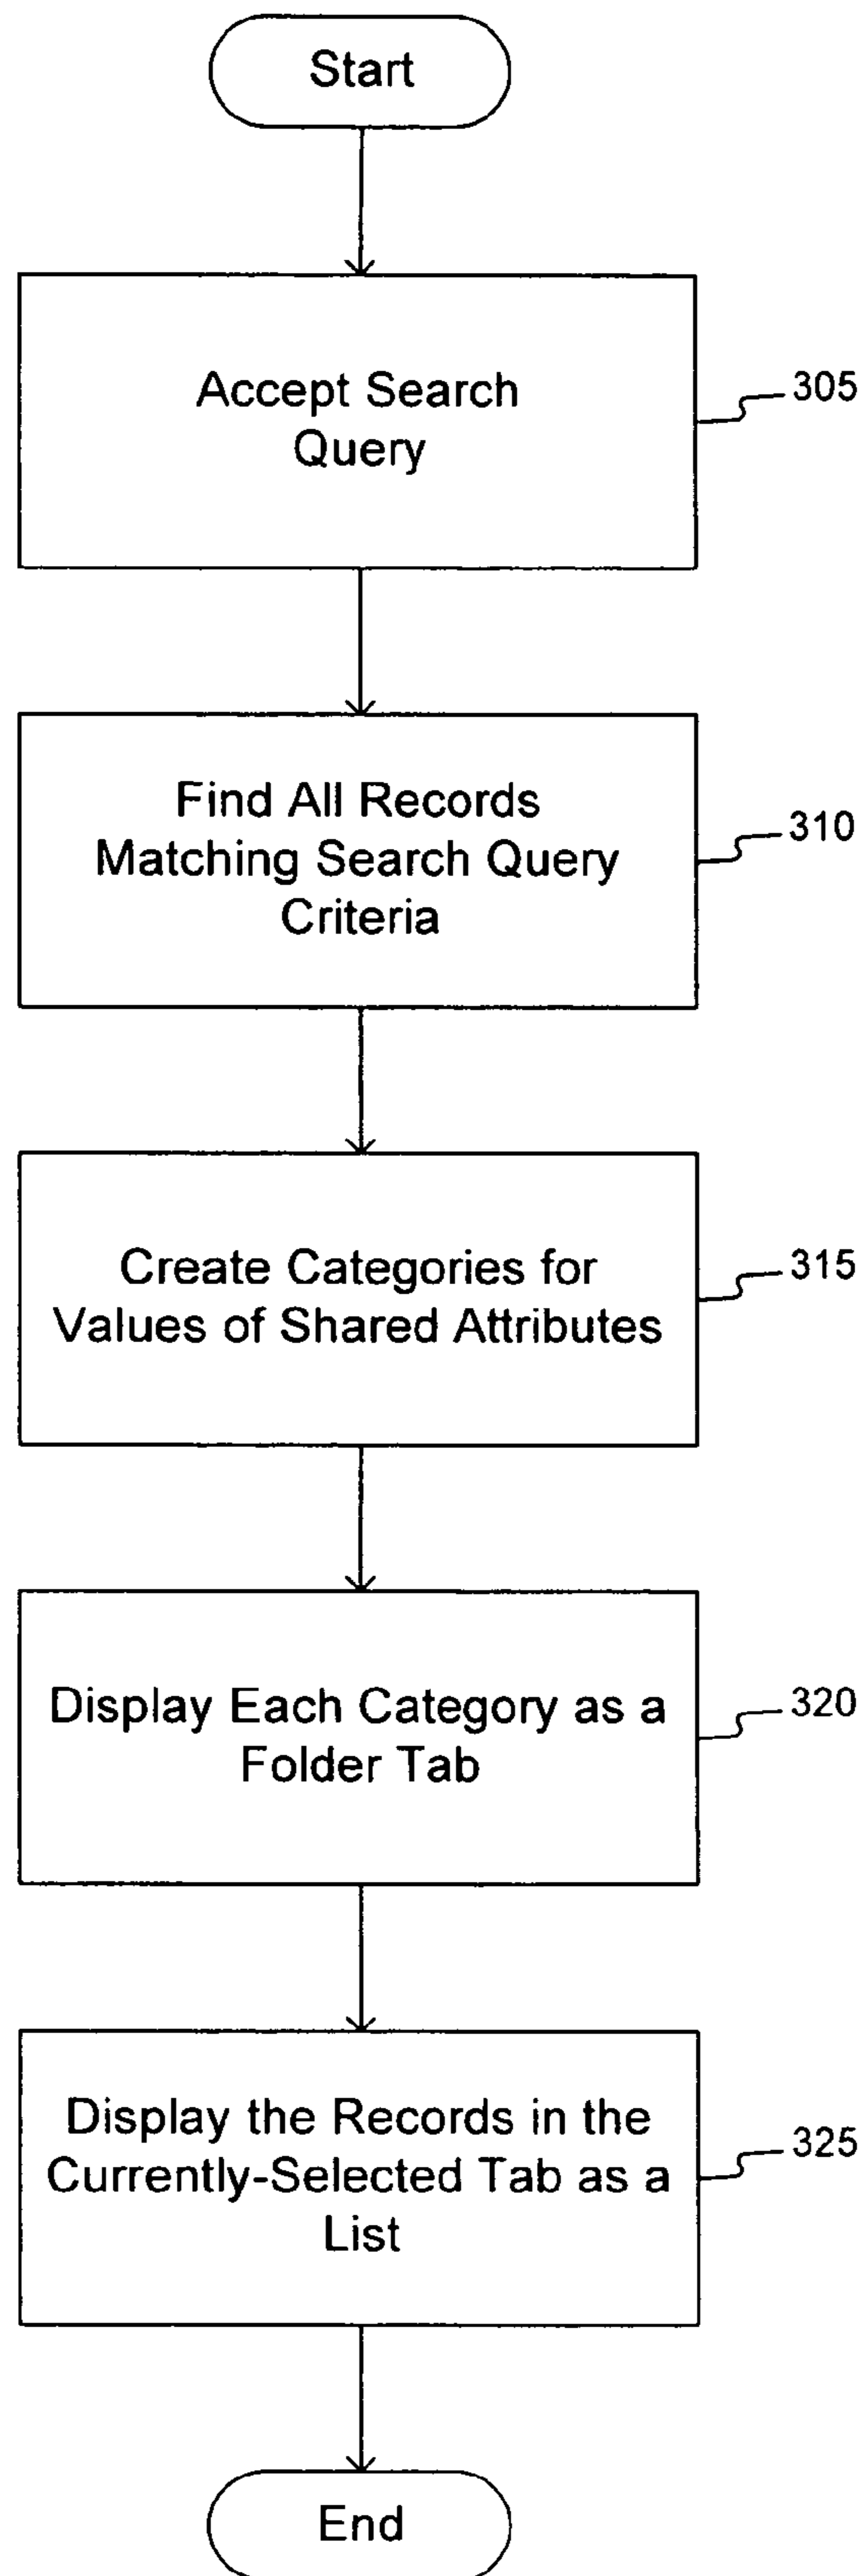 Start
Accept Search
Query
305
Find All Records
Matching Search Query
Criteria
310
Create Categories for
Values of Shared Attributes
315
Display Each Category as a
Folder Tab
320
Display the Records in the
Currently-Selected Tab as a
List
325
End